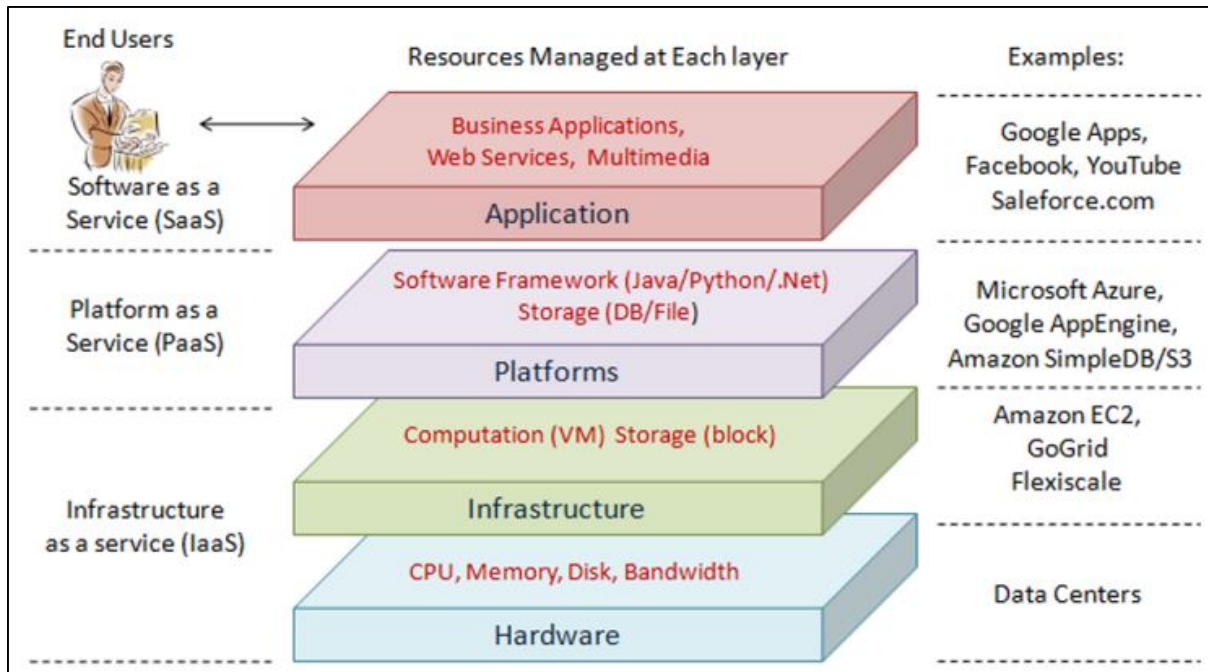 End Users
Resources Managed at Each layer
Examples:
Business Applications,
Web Services, Multimedia
Application
Software as a
Service (SaaS)
Google Apps,
Facebook, YouTube
Saleforce.com
Software Framework (Java/Python/.Net)
Storage (DB/File)
Platforms
Platform as a
Service (PaaS)
Microsoft Azure,
Google AppEngine,
Amazon SimpleDB/S3
Computation (VM) Storage (block)
Infrastructure
Amazon EC2,
GoGrid
Flexiscale
Infrastructure
as a service (IaaS)
CPU, Memory, Disk, Bandwidth
Hardware
Data Centers